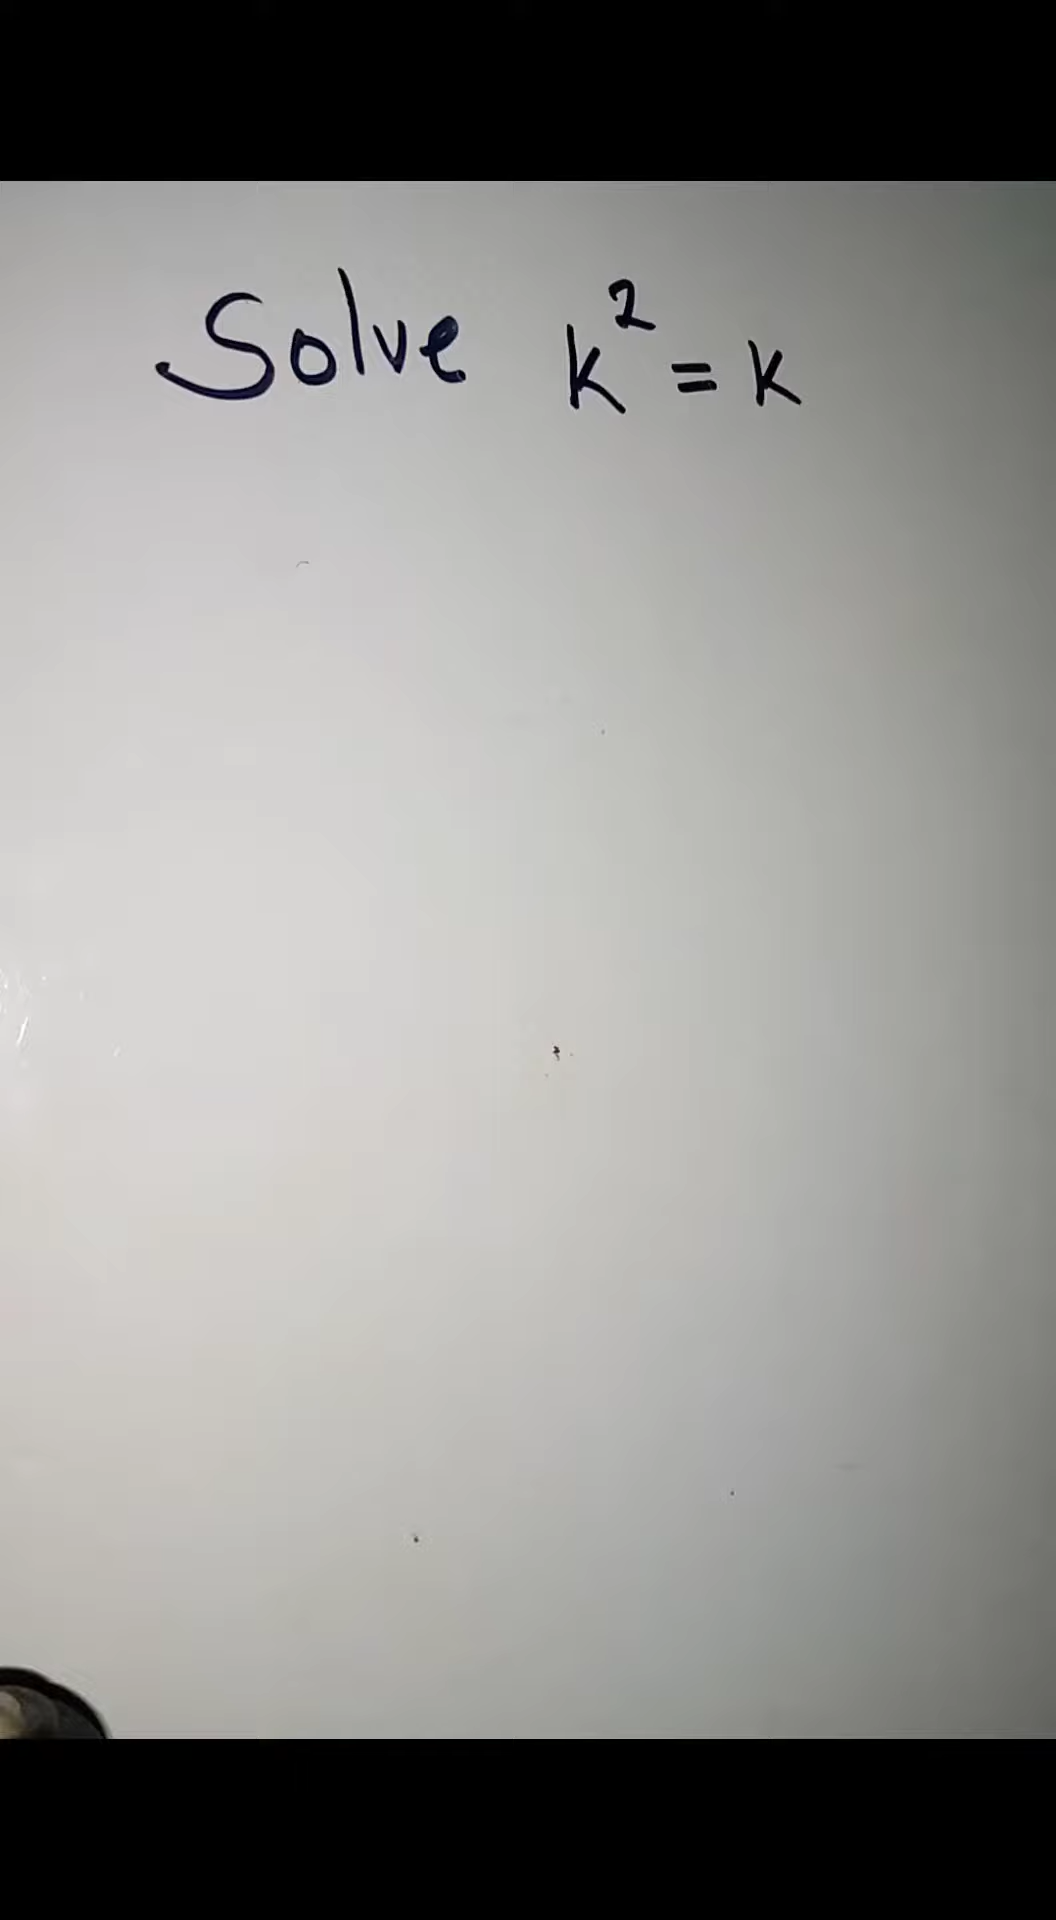 Solve k² = k